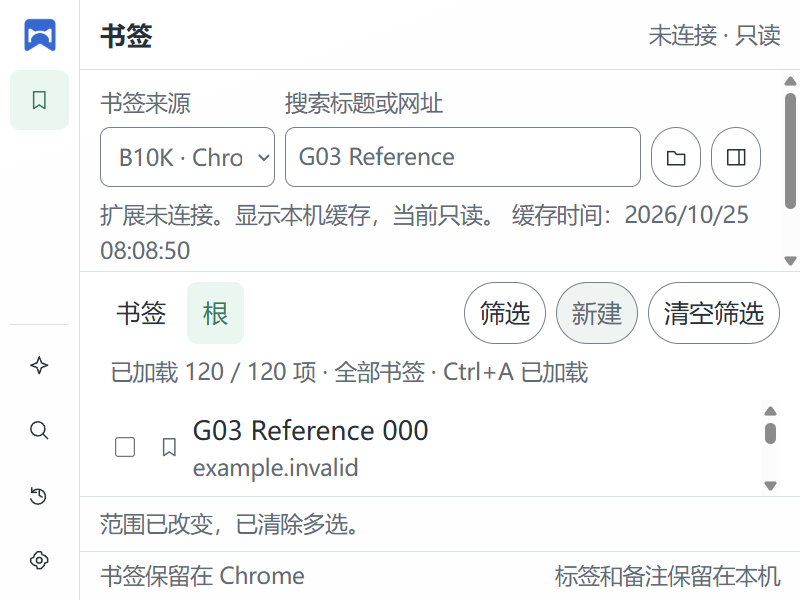 书签
未连接 · 只读
书签来源
搜索标题或网址
B10K · Chro
G03 Reference
扩展未连接。显示本机缓存，当前只读。 缓存时间：2026/10/25
08:08:50
书签
根
筛选
新建
清空筛选
已加载 120 / 120 项 · 全部书签 · Ctrl+A 已加载
G03 Reference 000
example.invalid
范围已改变，已清除多选。
书签保留在 Chrome
标签和备注保留在本机